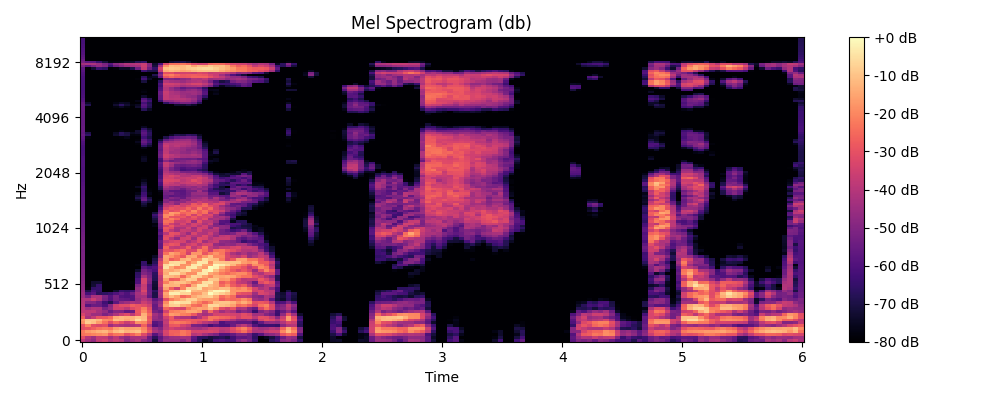 Mel Spectrogram (db)
Hz
8192
4096
2048
1024
512
0
0 1 2 3 4 5 6
Time
+0 dB
-10 dB
-20 dB
-30 dB
-40 dB
-50 dB
-60 dB
-70 dB
-80 dB